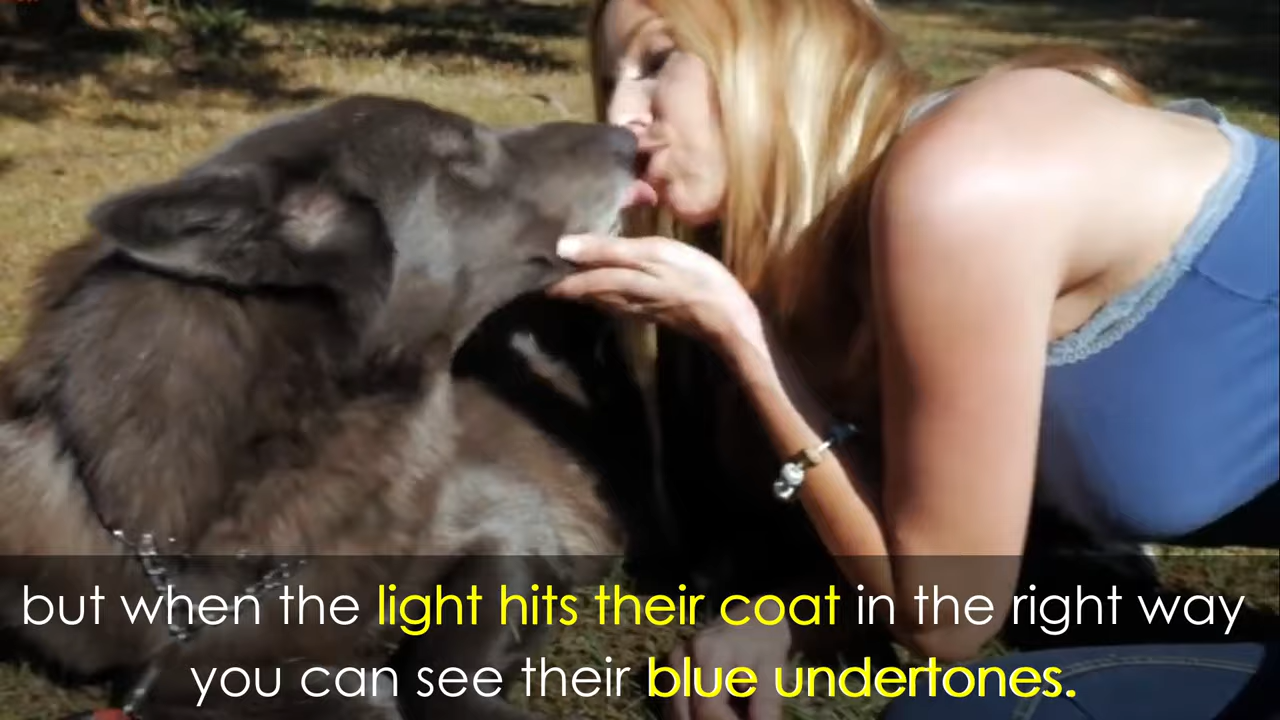 but when the light hits their coat in the right way
you can see their blue undertones.